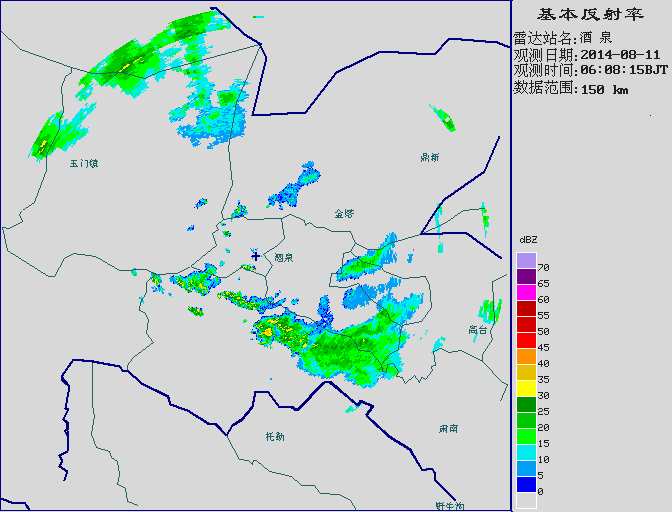 基本反射率
雷达站名:酒 泉
观测日期:2014-08-11
观测时间:06:08:15BJT
数据范围:150 km
玉门镇
鼎新
金塔
酒泉
高台
托勒
肃南
野牛沟
dBZ
70
65
60
55
50
45
40
35
30
25
20
15
10
5
0